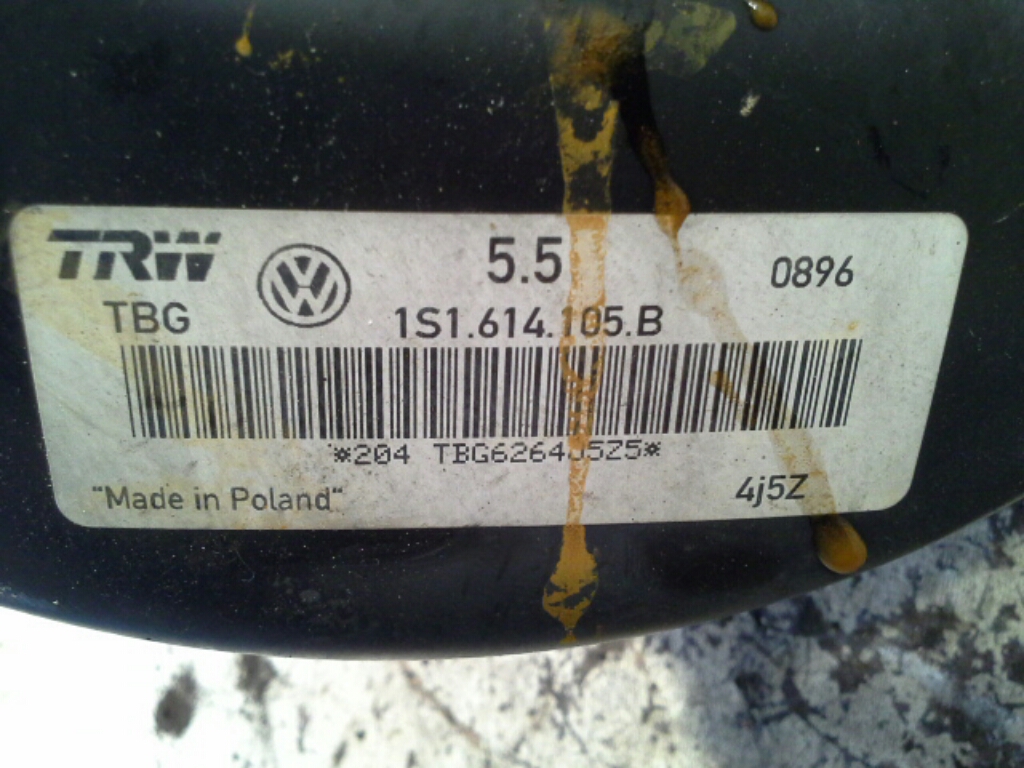 TRW
5.5
0896
TBG
1S1.614.105.B
*204
"Made in Poland"
4j5Z